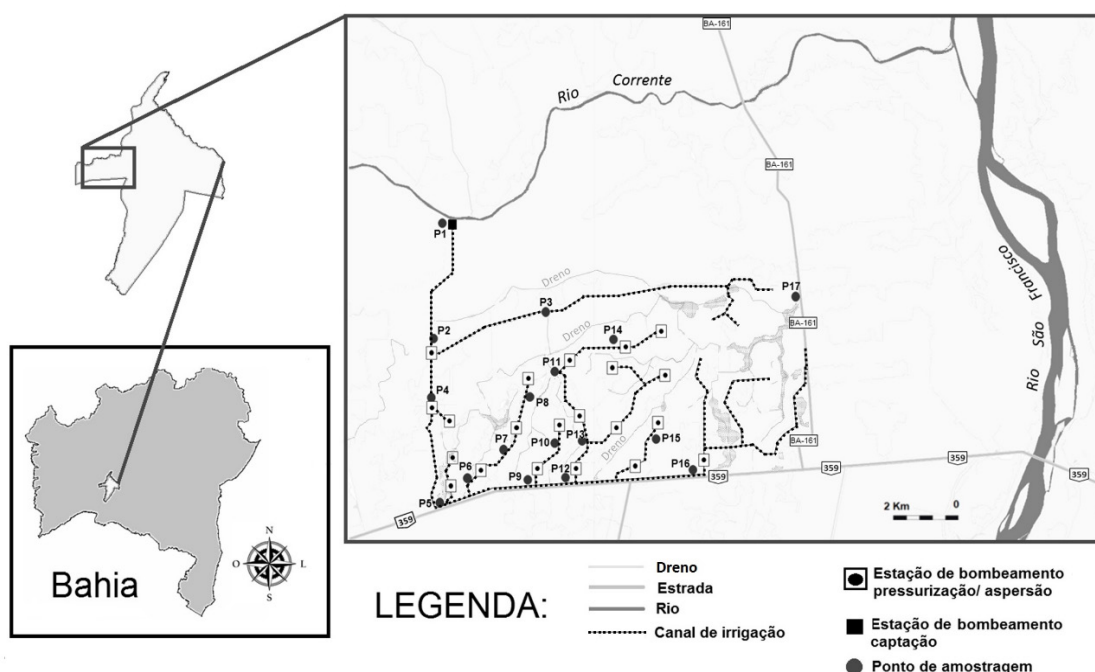 BA-161
Rio Corrente
BA-161
P1
Dreno
Rio São Francisco
P17
P3
Dreno
BA-161
P2
P14
P11
P4
P8
BA-161
P7
P10
P13
Dreno
P15
P6
P9
P12
P16
359
359
P5
359
359
2 Km
0
N
O
L
S
Bahia
LEGENDA:
Dreno
Estrada
Rio
Canal de irrigação
Estação de bombeamento
pressurização/ aspersão
Estação de bombeamento
captação
Ponto de amostragem